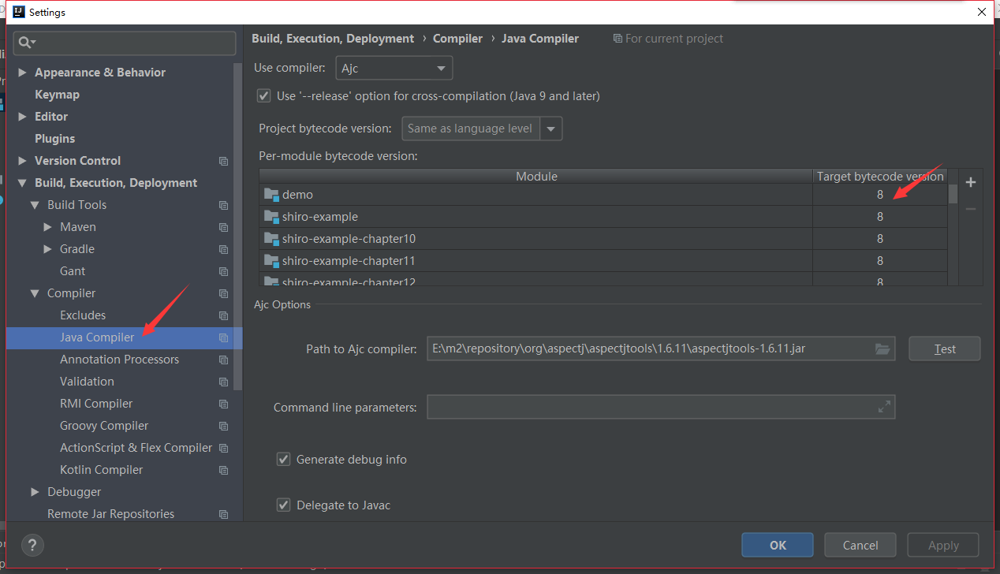 Settings
Appearance & Behavior
Keymap
Editor
Plugins
Version Control
Build, Execution, Deployment
Build Tools
Maven
Gradle
Gant
Compiler
Excludes
Java Compiler
Annotation Processors
Validation
RMI Compiler
Groovy Compiler
ActionScript & Flex Compiler
Kotlin Compiler
Debugger
Remote Jar Repositories
Build, Execution, Deployment › Compiler › Java Compiler For current project
Use compiler: Ajc
Use '--release' option for cross-compilation (Java 9 and later)
Project bytecode version: Same as language level
Per-module bytecode version:
Module Target bytecode version
demo 8
shiro-example 8
shiro-example-chapter10 8
shiro-example-chapter11 8
shiro-example-chapter12 8
Ajc Options
Path to Ajc compiler: E:\m2\repository\org\aspectj\aspectjtools\1.6.11\aspectjtools-1.6.11.jar Test
Command line parameters:
Generate debug info
Delegate to Javac
? OK Cancel Apply